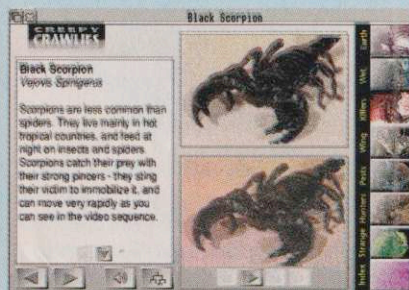 Black Scorpion
CREEPY
CRAWLIES
Black Scorpion
Vejovis Spinigerus
Scorpions are less common than
spiders. They live mainly in hot
tropical countries, and feed at
night on insects and spiders.
Scorpions catch their prey with
their strong pincers - they sting
their victim to immobilize it, and
can move very rapidly as you
can see in the video sequence.
Earth
Wet
Killers
Wing
Pests
Hunters
Strange
Index